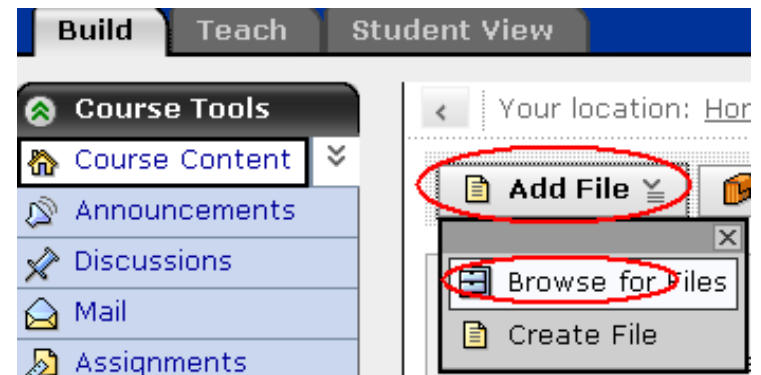 Build Teach Student View
Course Tools
Course Content
Announcements
Discussions
Mail
Assignments
Your location: Hor
Add File
Browse for Files
Create File